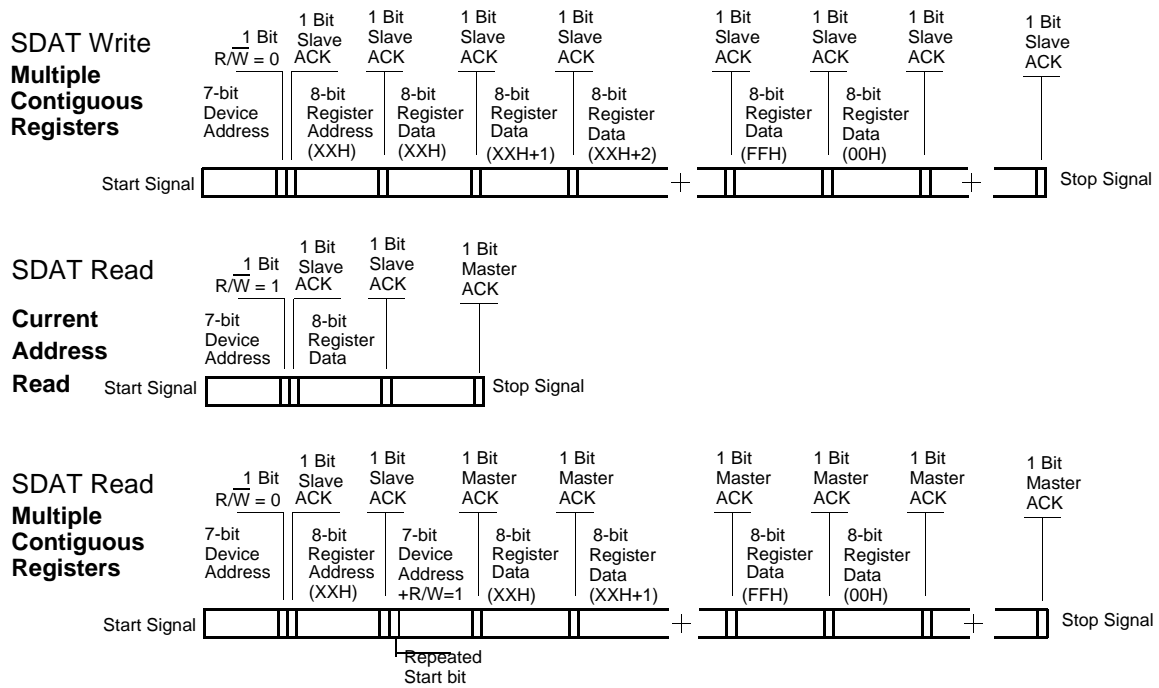 SDAT Write
Multiple
Contiguous
Registers
1 Bit
R/W = 0
1 Bit
Slave
ACK
1 Bit
Slave
ACK
1 Bit
Slave
ACK
1 Bit
Slave
ACK
1 Bit
Slave
ACK
1 Bit
Slave
ACK
1 Bit
Slave
ACK
1 Bit
Slave
ACK
7-bit
Device
Address
8-bit
Register
Address
(XXH)
8-bit
Register
Data
(XXH)
8-bit
Register
Data
(XXH+1)
8-bit
Register
Data
(XXH+2)
8-bit
Register
Data
(FFH)
8-bit
Register
Data
(00H)
Start Signal
Stop Signal
SDAT Read
Current
Address
Read
1 Bit
R/W = 1
1 Bit
Slave
ACK
1 Bit
Slave
ACK
1 Bit
Master
ACK
7-bit
Device
Address
8-bit
Register
Data
Start Signal
Stop Signal
SDAT Read
Multiple
Contiguous
Registers
1 Bit
R/W = 0
1 Bit
Slave
ACK
1 Bit
Slave
ACK
1 Bit
Master
ACK
1 Bit
Master
ACK
1 Bit
Master
ACK
1 Bit
Master
ACK
1 Bit
Master
ACK
1 Bit
Master
ACK
7-bit
Device
Address
8-bit
Register
Address
(XXH)
7-bit
Device
Address
+R/W=1
8-bit
Register
Data
(XXH)
8-bit
Register
Data
(XXH+1)
8-bit
Register
Data
(FFH)
8-bit
Register
Data
(00H)
Start Signal
Stop Signal
Repeated
Start bit